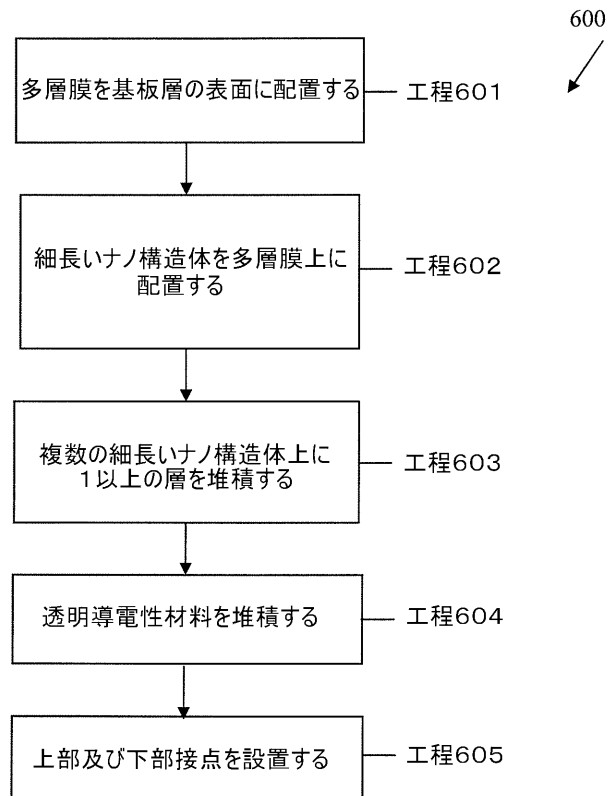 600
多層膜を基板層の表面に配置する
工程601
細長いナノ構造体を多層膜上に
配置する
工程602
複数の細長いナノ構造体上に
1以上の層を堆積する
工程603
透明導電性材料を堆積する
工程604
上部及び下部接点を設置する
工程605